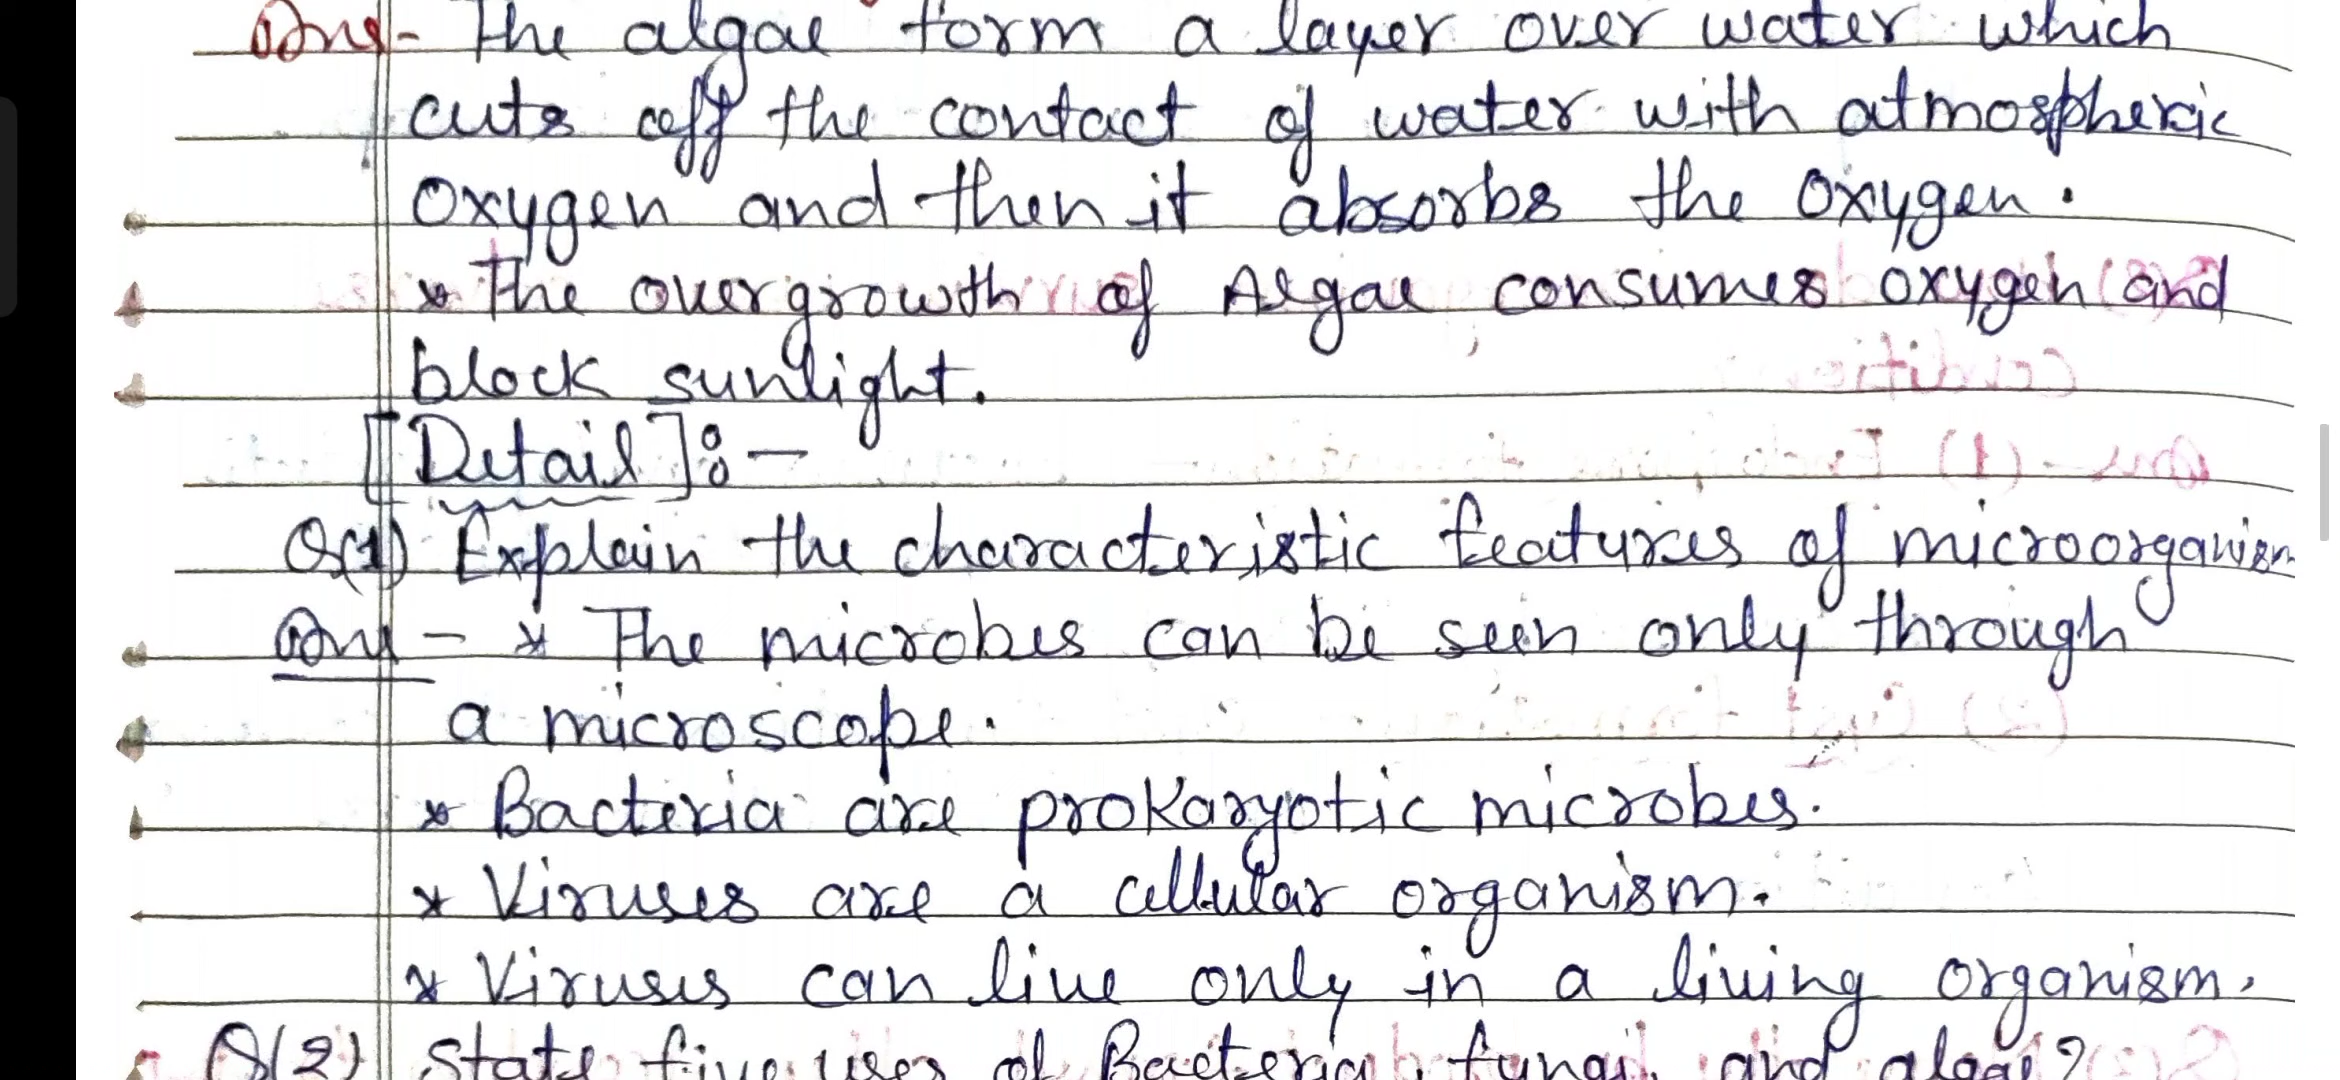 Ans- The algae form a layer over water which
cuts off the contact of water with atmospheric
oxygen and then it absorbs the oxygen.
* The overgrowth of Algae consumes oxygen and
block sunlight.
[Detail]:-
Q(1) Explain the characteristic features of microorganism
Ans - * The microbes can be seen only through
a microscope.
* Bacteria are prokaryotic microbes.
* Viruses are a cellular organism.
* Viruses can live only in a living organism.
Q(2) State five uses of Bacteria, fungi, and algae?